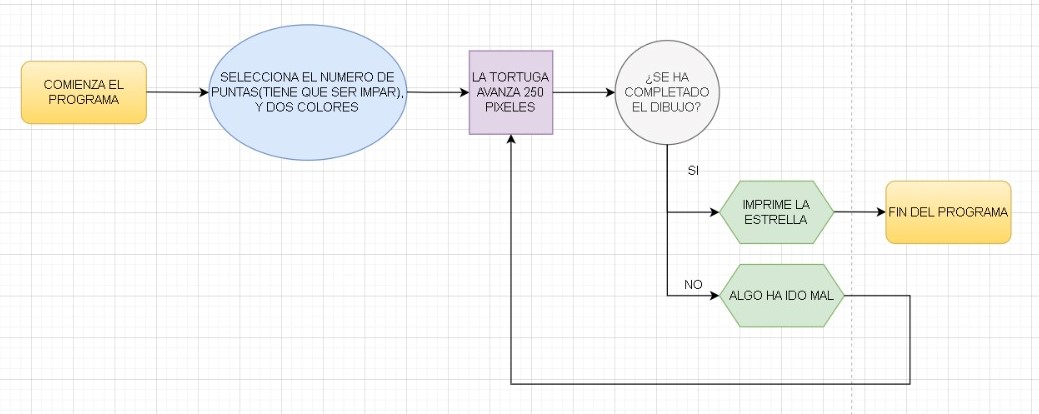 COMIENZA EL
PROGRAMA
SELECCIONA EL NUMERO DE
PUNTAS(TIENE QUE SER IMPAR),
Y DOS COLORES
LA TORTUGA
AVANZA 250
PIXELES
¿SE HA
COMPLETADO
EL DIBUJO?
SI
IMPRIME LA
ESTRELLA
FIN DEL PROGRAMA
NO
ALGO HA IDO MAL